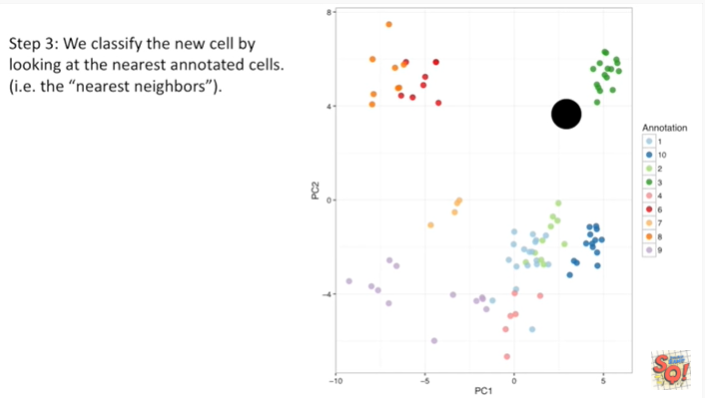 Step 3: We classify the new cell by
looking at the nearest annotated cells.
(i.e. the “nearest neighbors”).
8
4
0
−4
PC2
−10
−5
0
5
PC1
Annotation
1
10
2
3
4
6
7
8
9
SQ!